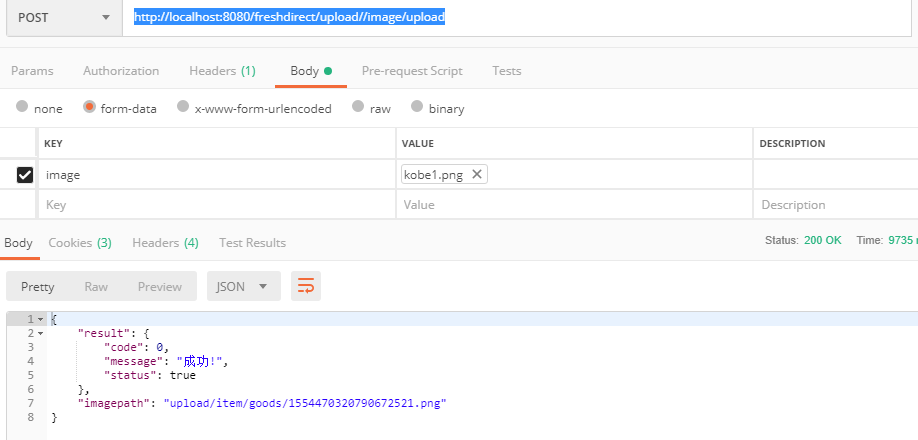 POST http://localhost:8080/freshdirect/upload//image/upload
Params Authorization Headers (1) Body Pre-request Script Tests
none form-data x-www-form-urlencoded raw binary
KEY VALUE DESCRIPTION
image kobe1.png
Key Value Description
Body Cookies (3) Headers (4) Test Results Status: 200 OK Time: 9735
Pretty Raw Preview JSON
1 {
2 "result": {
3 "code": 0,
4 "message": "成功!",
5 "status": true
6 },
7 "imagepath": "upload/item/goods/1554470320790672521.png"
8 }